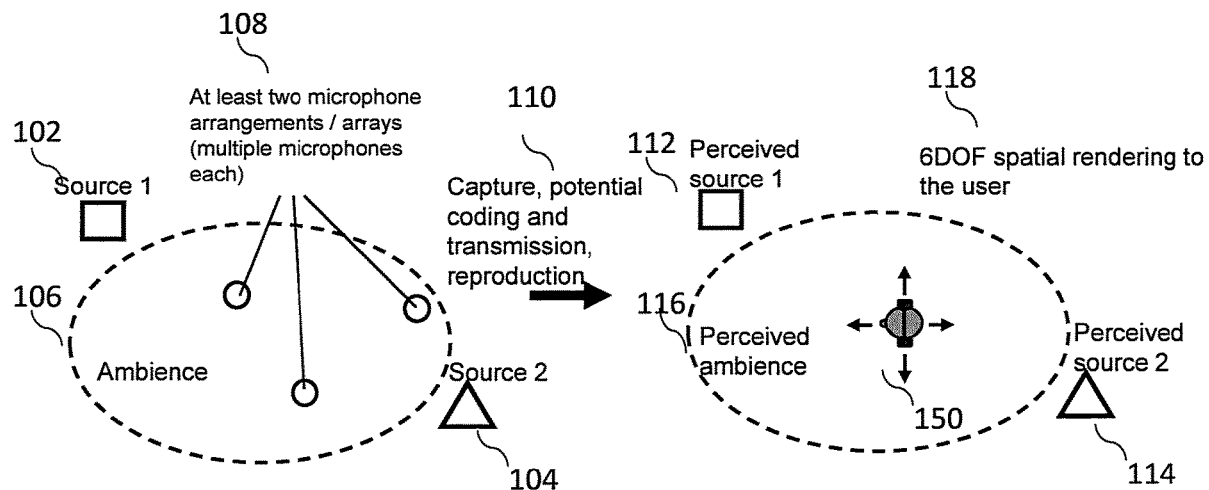 108
At least two microphone
arrangements / arrays
(multiple microphones
each)
102
Source 1
106
Ambience
Source 2
104
110
Capture, potential
coding and
transmission,
reproduction
112
Perceived
source 1
118
6DOF spatial rendering to
the user
116
Perceived
ambience
150
Perceived
source 2
114